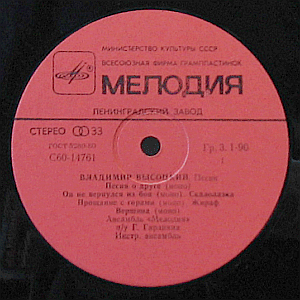 МИНИСТЕРСТВО КУЛЬТУРЫ СССР
ВСЕСОЮЗНАЯ ФИРМА ГРАМПЛАСТИНОК
МЕЛОДИЯ
ЛЕНИНГРАДСКИЙ ЗАВОД
СТЕРЕО 33
ГОСТ 5289-80
Гр. 3. 1-90
С60-14761
1
ВЛАДИМИР ВЫСОЦКИЙ. Песни
Песня о друге (моно)
Он не вернулся из боя (моно). Скалолазка
Прощание с горами (моно). Жираф
Вершина (моно)
Ансамбль «Мелодия»
п/у Г. Гараняна
Инстр. ансамбль